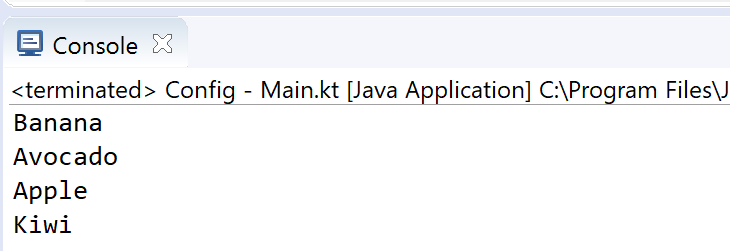 Console
<terminated> Config - Main.kt [Java Application] C:\Program Files\J
Banana
Avocado
Apple
Kiwi